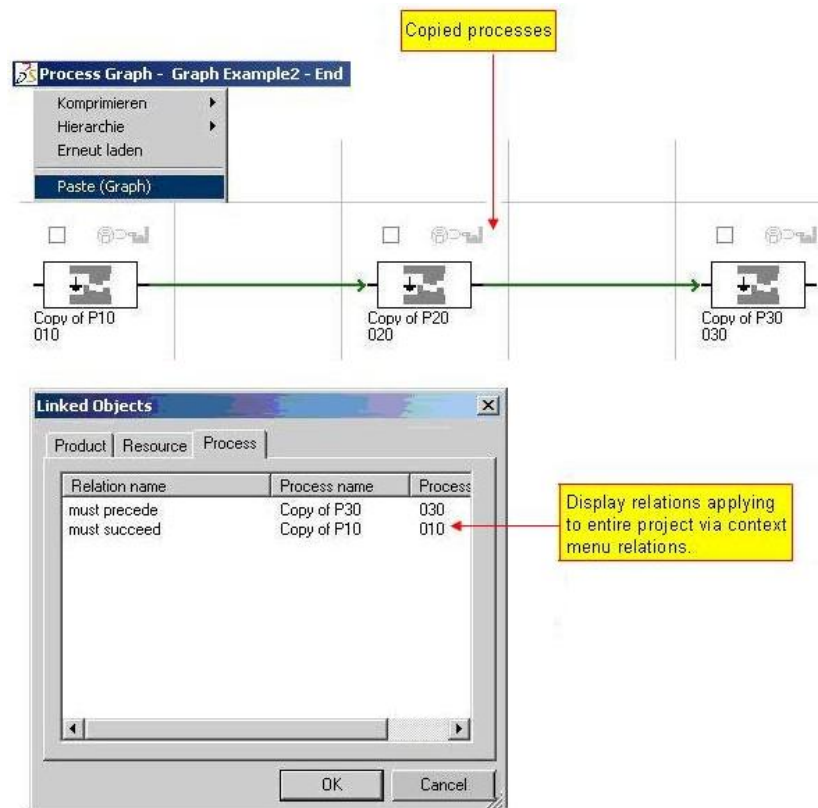 Copied processes
Process Graph - Graph Example2 - End
Komprimieren
Hierarchie
Erneut laden
Paste (Graph)
Copy of P10
010
Copy of P20
020
Copy of P30
030
Linked Objects
Product Resource Process
Relation name Process name Process
must precede Copy of P30 030
must succeed Copy of P10 010
Display relations applying
to entire project via context
menu relations.
OK Cancel